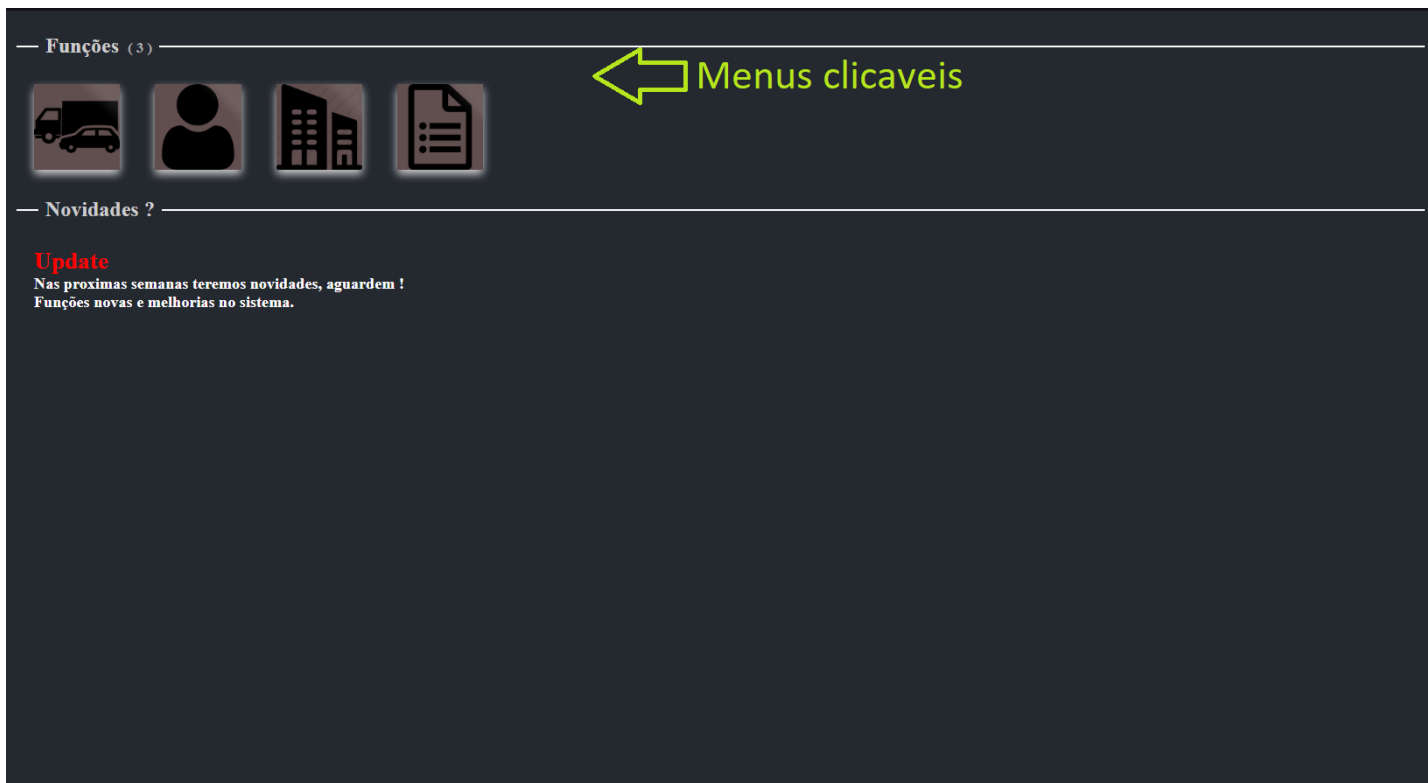 Funções (3)
Menus clicaveis
Novidades ?
Update
Nas proximas semanas teremos novidades, aguardem !
Funções novas e melhorias no sistema.